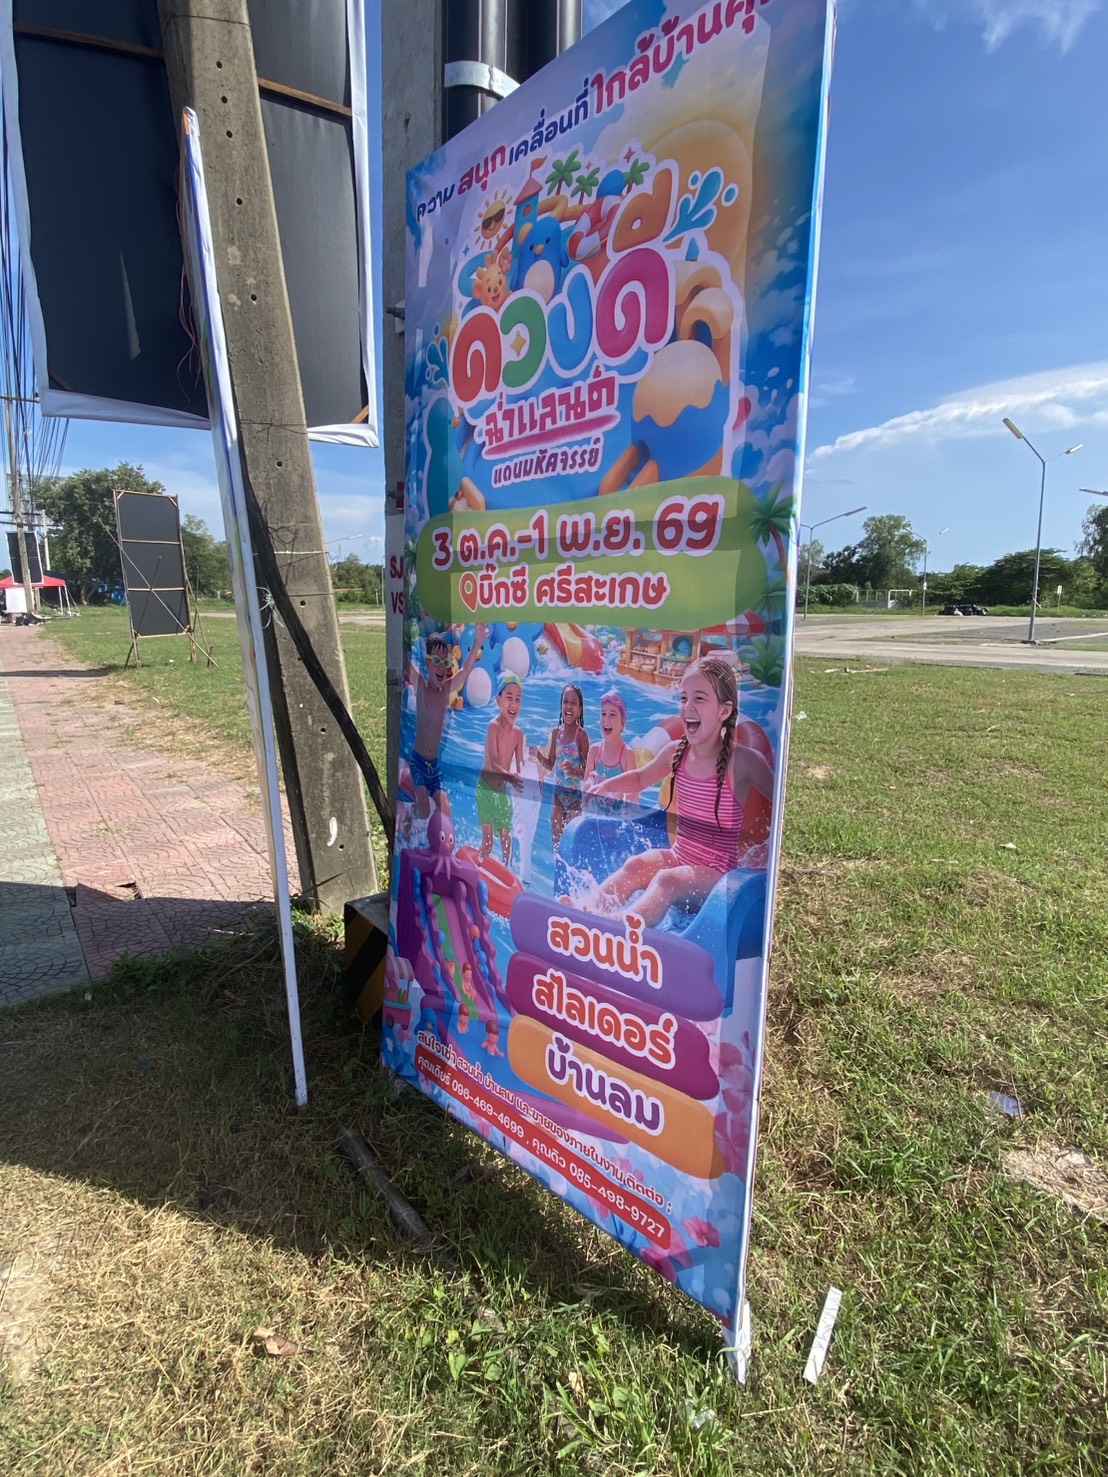 ความ สนุก เคลื่อนที่ ใกล้บ้านคุณ
ดวงดี
ฉ่ำแลนด์
แดนมหัศจรรย์
3 ต.ค.-1 พ.ย. 69
บิ๊กซี ศรีสะเกษ
สวนน้ำ
สไลเดอร์
บ้านลม
สนใจเช่า สวนน้ำ บ้านลม และขายของภายในงาน ติดต่อ :
คุณเดียร์ 096-469-4699 , คุณติว 085-498-9727
SJ
VS